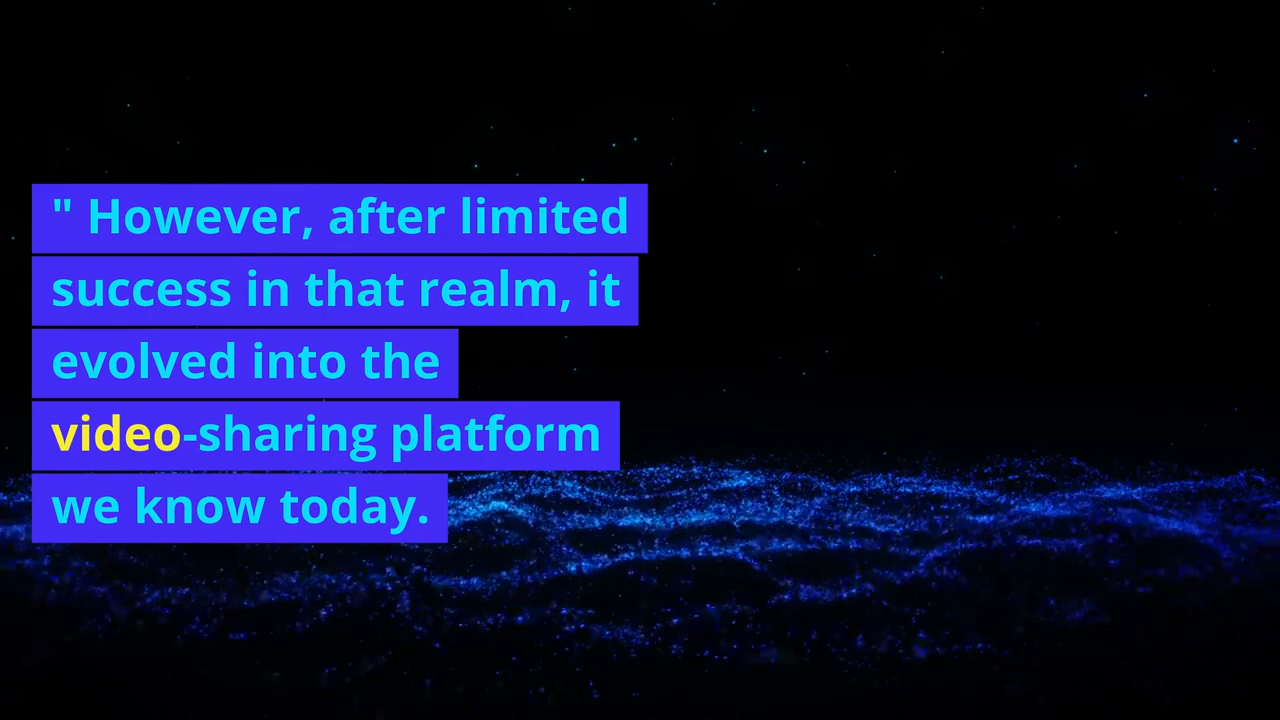 " However, after limited
success in that realm, it
evolved into the
video-sharing platform
we know today.